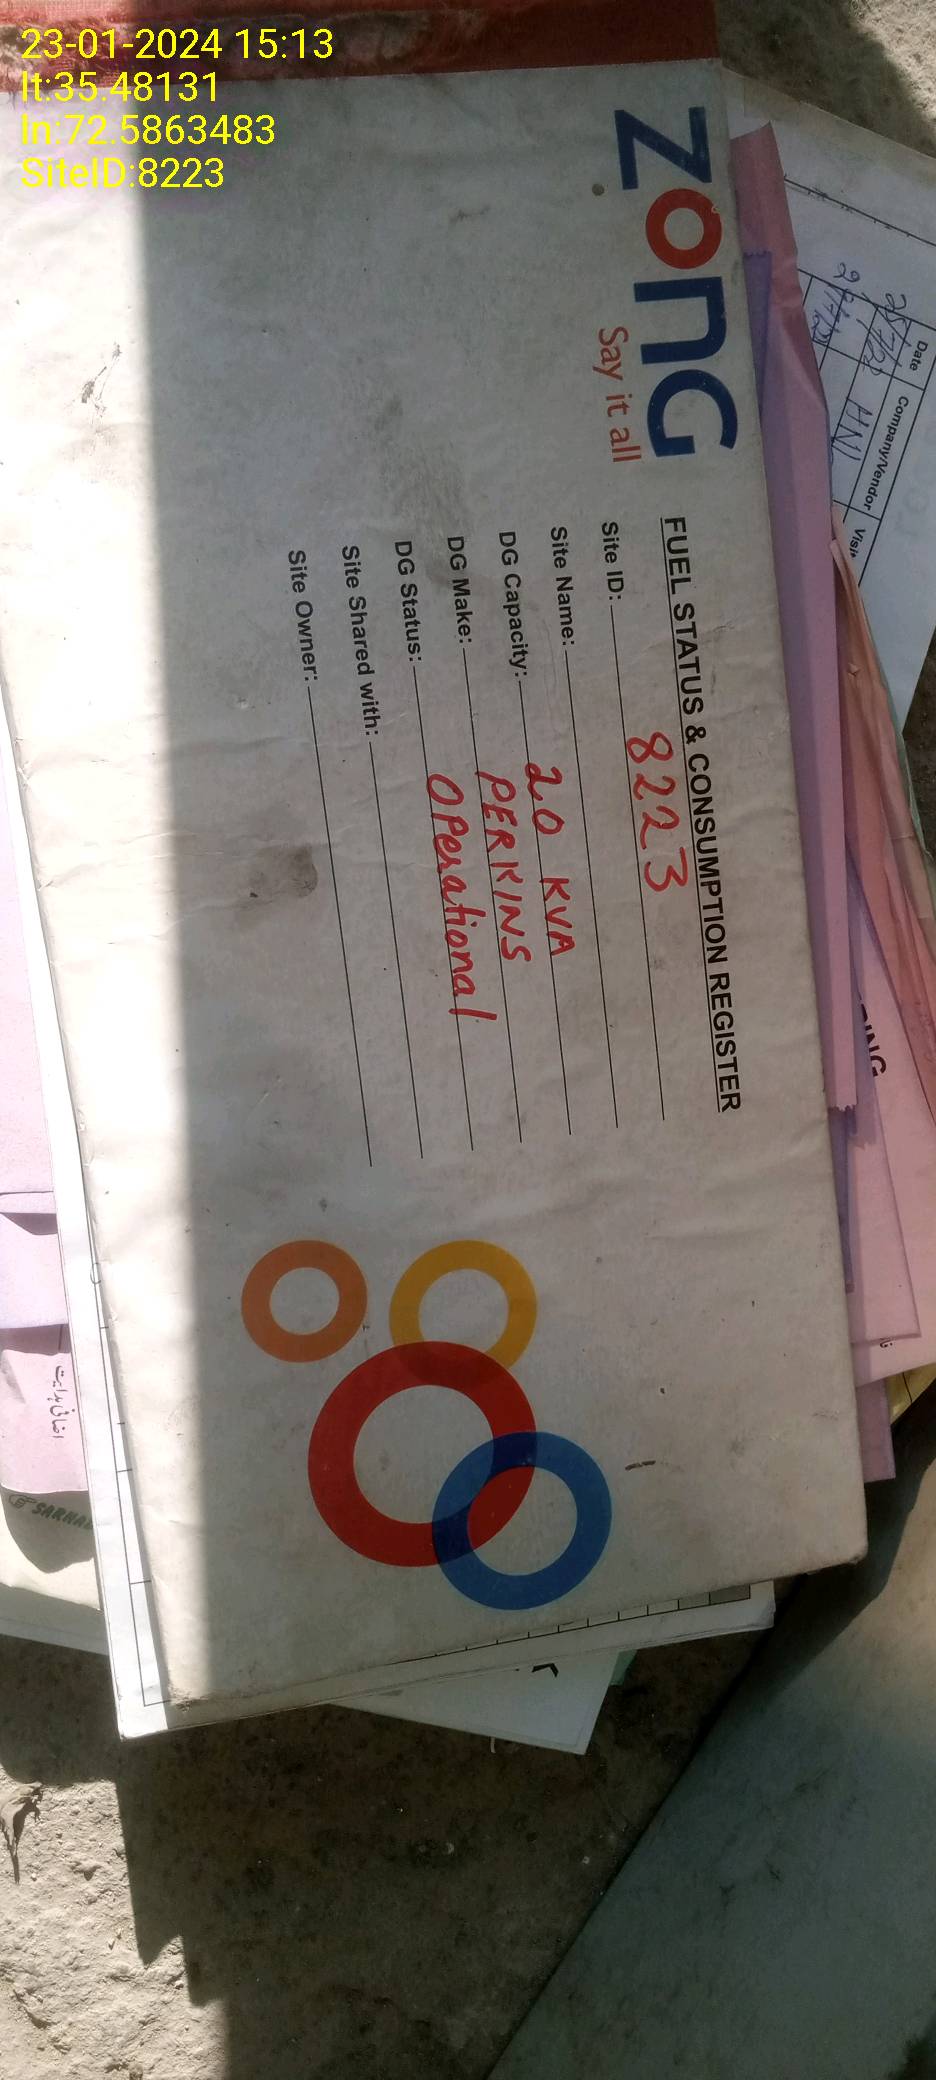 23-01-2024 15:13
lt:35.48131
ln:72.5863483
SiteID:8223
zonG
Say it all
FUEL STATUS & CONSUMPTION REGISTER
Site ID: 8223
Site Name:
DG Capacity: 20 KVA
DG Make: PERKINS
DG Status: OPerational
Site Shared with:
Site Owner:
Date Company/Vendor
اضافی ہدایت